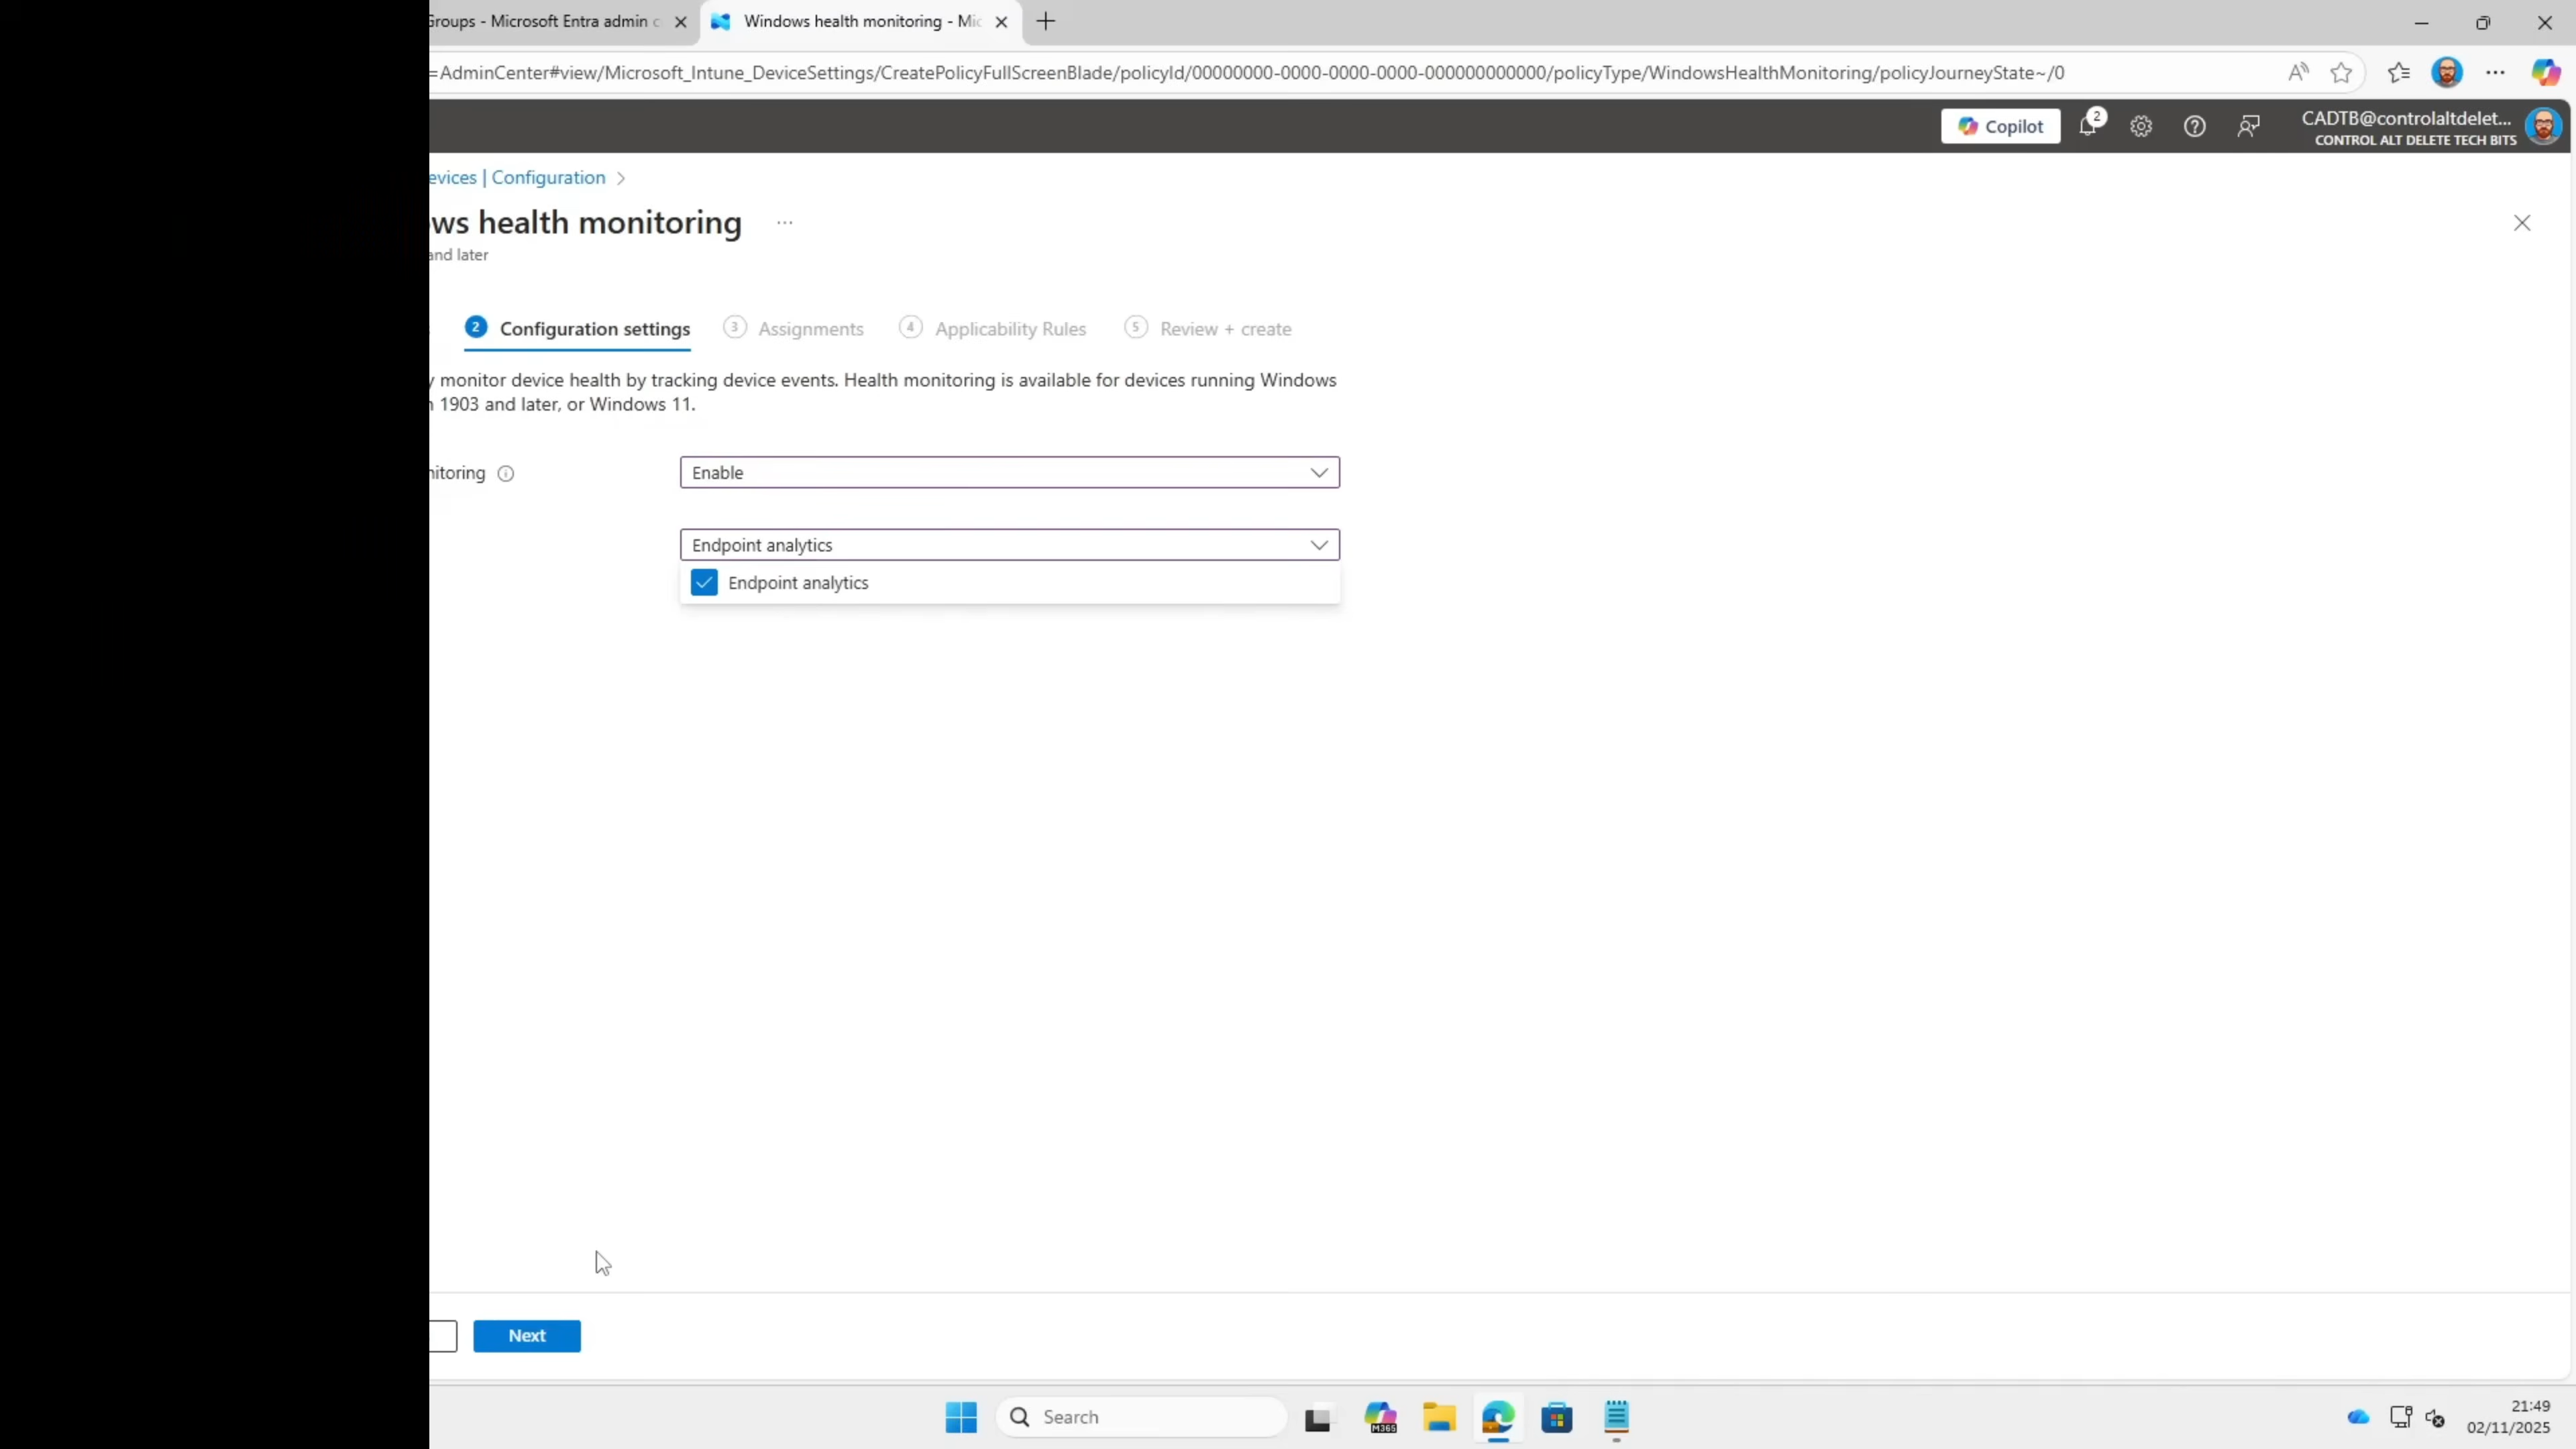 Groups - Microsoft Entra admin c
Windows health monitoring - Mic
=AdminCenter#view/Microsoft_Intune_DeviceSettings/CreatePolicyFullScreenBlade/policyId/00000000-0000-0000-0000-000000000000/policyType/WindowsHealthMonitoring/policyJourneyState~/0
Copilot
2
CADTB@controlaltdelet...
CONTROL ALT DELETE TECH BITS
evices | Configuration
ws health monitoring
...
and later
2 Configuration settings
3 Assignments
4 Applicability Rules
5 Review + create
y monitor device health by tracking device events. Health monitoring is available for devices running Windows
1903 and later, or Windows 11.
nitoring
Enable
Endpoint analytics
Endpoint analytics
Next
Search
M365
21:49
02/11/2025